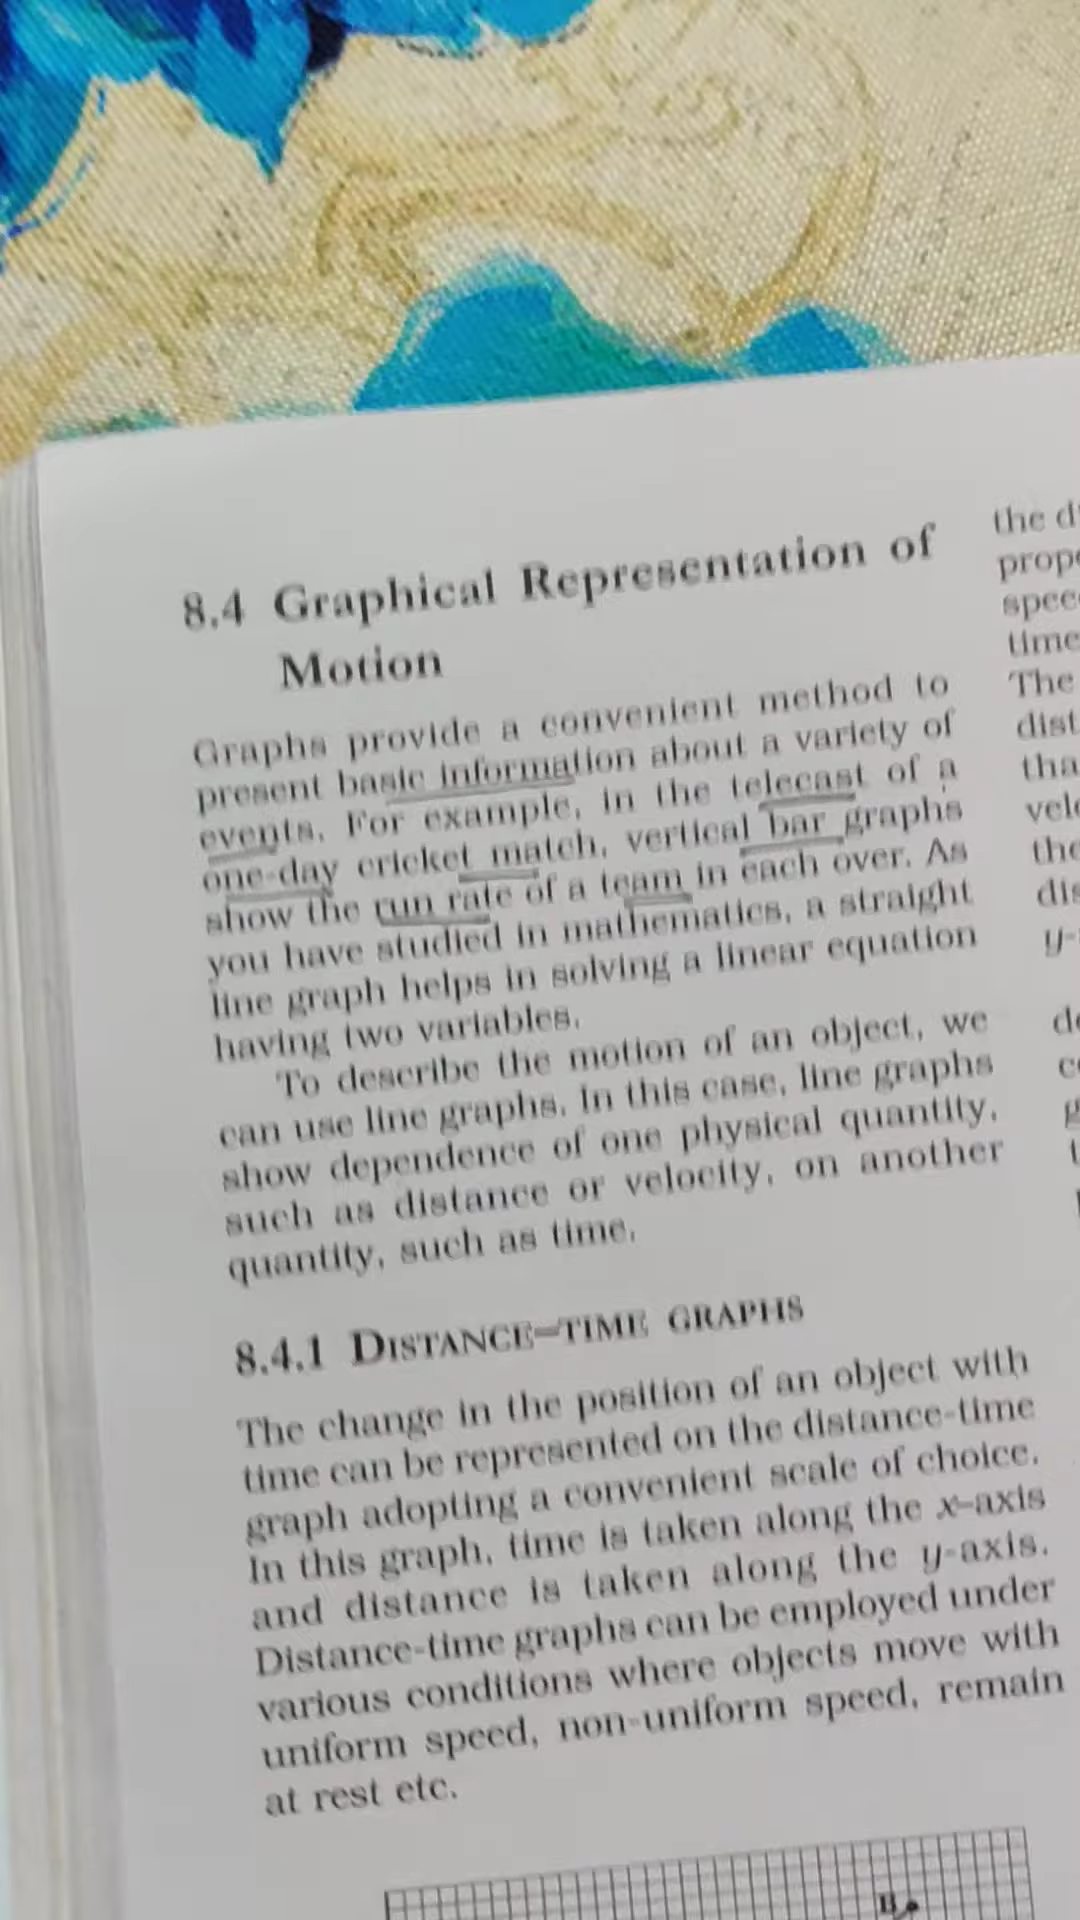 8.4 Graphical Representation of
Motion
Graphs provide a convenient method to
present basic information about a variety of
events. For example, in the telecast of a
one-day cricket match, vertical bar graphs
show the run rate of a team in each over. As
you have studied in mathematics, a straight
line graph helps in solving a linear equation
having two variables.
To describe the motion of an object, we
can use line graphs. In this case, line graphs
show dependence of one physical quantity,
such as distance or velocity, on another
quantity, such as time.
8.4.1 DISTANCE–TIME GRAPHS
The change in the position of an object with
time can be represented on the distance-time
graph adopting a convenient scale of choice.
In this graph, time is taken along the x–axis
and distance is taken along the y-axis.
Distance-time graphs can be employed under
various conditions where objects move with
uniform speed, non-uniform speed, remain
at rest etc.
B
the
time
The